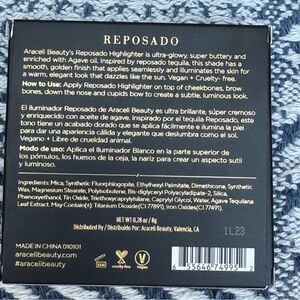 REPOSADO
Araceli Beauty's Reposado Highlighter is ultra-glowy, super buttery and
enriched with Agave oil. Inspired by reposado tequila, this shade has a
smooth, golden finish that applies seamlessly and illuminates the skin for
a warm, elegant look that dazzles like the sun. Vegan + Cruelty- free.
How to Use: Apply Reposado Highlighter on top of cheekbones, brow
bones, down the nose and cupids bow to create a subtle, luminous look.
El iluminador Reposado de Araceli Beauty es ultra brillante, súper cremoso
y enriquecido con aceite de agave. Inspirado por el tequila Reposado, este
tono tiene un acabado dorado que se aplica fácilmente e ilumina la piel
para dar una apariencia cálida y elegante que deslumbra como el sol.
Vegano + Libre de crueldad animal.
Modo de uso: Aplica el Iluminador Blanco en la parte superior de
los pómulos, los huesos de la ceja, la nariz para crear un aspecto sutil
y luminoso.
Ingredients: Mica, Synthetic Fluorphlogopite, Ethylhexyl Palmitate, Dimethicone, Synthetic
Wax, Magnesium Stearate, Polyisobutene, Bis-diglyceryl Polyacyladipate-2, Silica,
Phenoxyethanol, Tin Oxide, Triethoxycaprylylsilane, Caprylyl Glycol, Water, Agave Tequilana
Leaf Extract. May Contain(±): Titanium Dioxide(CI 77891), Iron Oxides(CI77491).
NET WT 0.28 oz / 8g
Distributed By / Distribuido Por: Araceli Beauty, Valencia, CA
1L23
MADE IN CHINA 010101
aracelibeauty.com
#aracelibeauty
cruelty free
Vegan
6 55646 74995